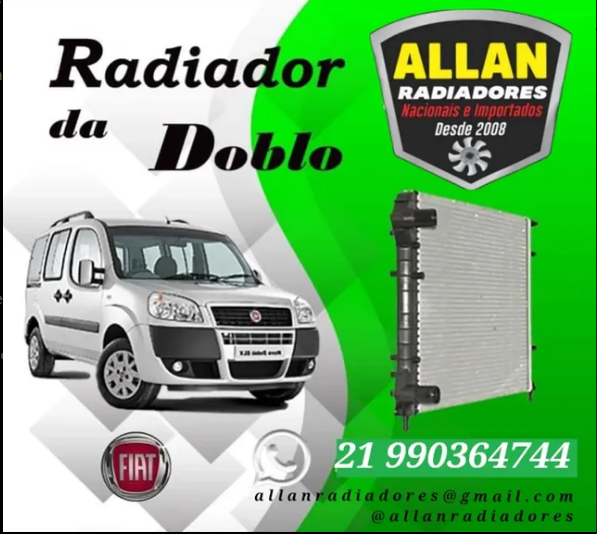 Radiador
da Doblo
ALLAN
RADIADORES
Nacionais e Importados
Desde 2008
FIAT
21 990364744
allanradiadores@gmail.com
@allanradiadores